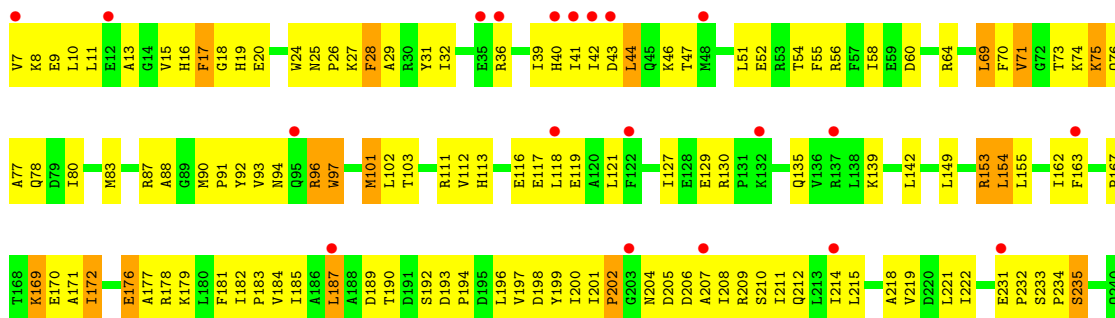 V7 K8 E9 L10 L11 E12 A13 G14 V15 H16 F17 G18 H19 E20 W24 N25 P26 K27 F28 A29 R30 Y31 I32 E35 R36 I39 H40 I41 I42 D43 L44 Q45 K46 T47 M48 L51 E52 R53 T54 F55 R56 F57 I58 E59 D60 R64 L69 F70 V71 G72 T73 K74 K75 Q76
A77 Q78 D79 I80 M83 R87 A88 G89 M90 P91 Y92 V93 N94 Q95 R96 W97 M101 L102 T103 R111 V112 H113 E116 E117 L118 E119 A120 L121 F122 I127 E128 E129 R130 P131 K132 Q135 V136 R137 L138 K139 L142 L149 R153 L154 L155 I162 F163
T168 K169 E170 A171 I172 E176 A177 R178 K179 L180 F181 I182 P183 V184 I185 A186 L187 A188 D189 T190 D191 S192 D193 P194 D195 L196 V197 D198 Y199 I200 I201 P202 G203 N204 D205 D206 A207 I208 R209 S210 I211 Q212 L213 I214 L215 A218 V219 D220 L221 I222 E231 P232 S233 P234 S235